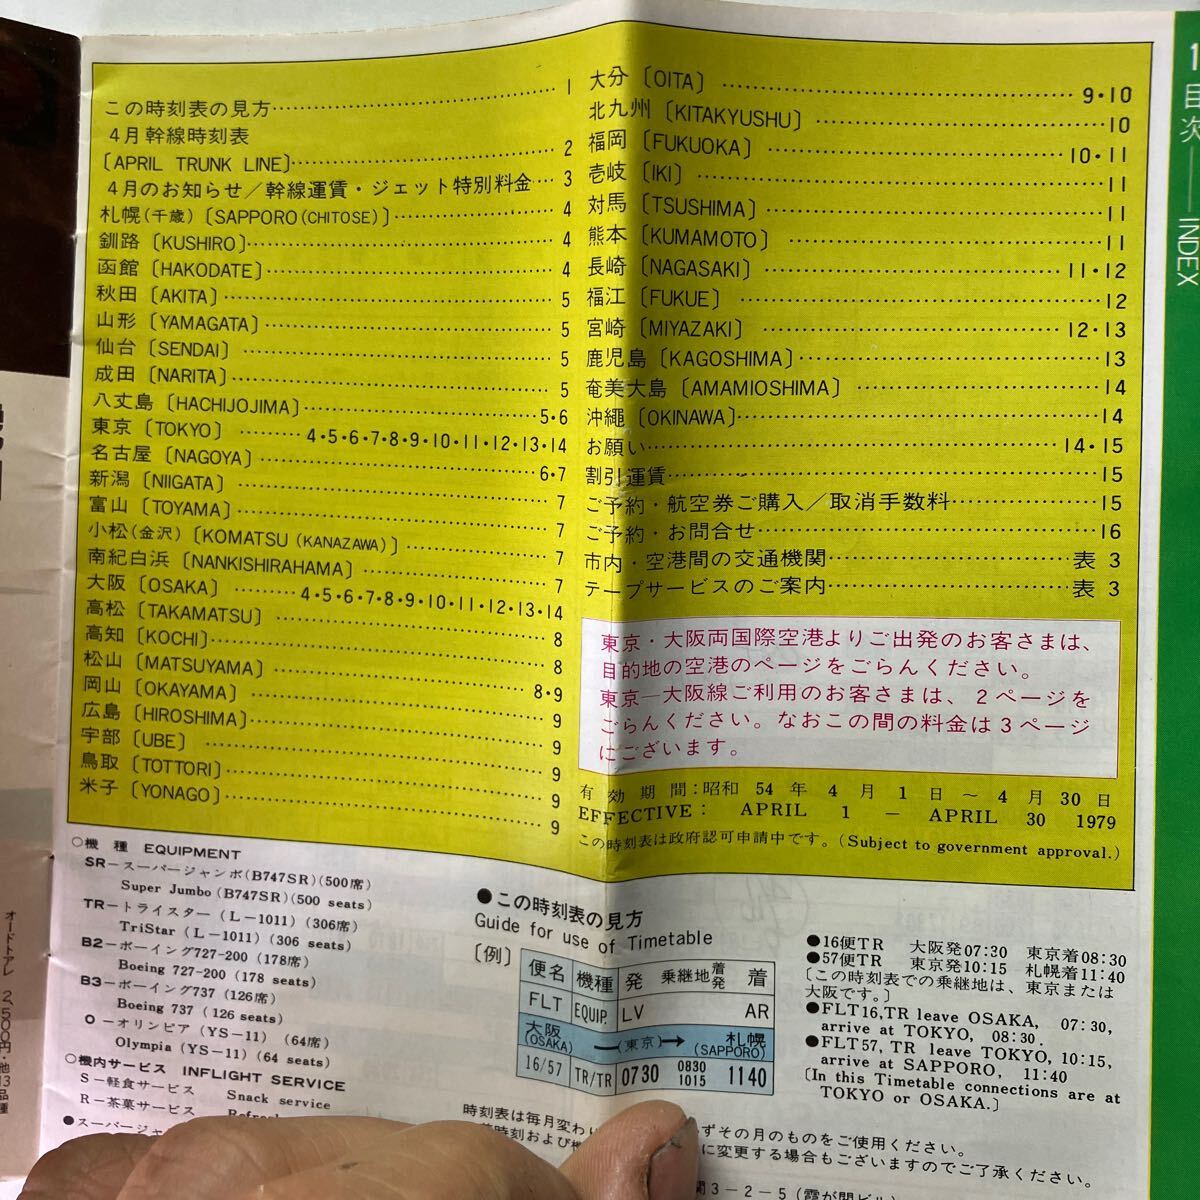 1 目次——INDEX
この時刻表の見方 1
4月幹線時刻表
〔APRIL TRUNK LINE〕 2
4月のお知らせ/幹線運賃・ジェット特別料金 3
札幌(千歳)〔SAPPORO (CHITOSE)〕 4
釧路〔KUSHIRO〕 4
函館〔HAKODATE〕 4
秋田〔AKITA〕 5
山形〔YAMAGATA〕 5
仙台〔SENDAI〕 5
成田〔NARITA〕 5
八丈島〔HACHIJOJIMA〕 5・6
東京〔TOKYO〕 4・5・6・7・8・9・10・11・12・13・14
名古屋〔NAGOYA〕 6・7
新潟〔NIIGATA〕 7
富山〔TOYAMA〕 7
小松(金沢)〔KOMATSU (KANAZAWA)〕 7
南紀白浜〔NANKISHIRAHAMA〕 7
大阪〔OSAKA〕 4・5・6・7・8・9・10・11・12・13・14
高松〔TAKAMATSU〕 8
高知〔KOCHI〕 8
松山〔MATSUYAMA〕 8・9
岡山〔OKAYAMA〕 9
広島〔HIROSHIMA〕 9
宇部〔UBE〕 9
鳥取〔TOTTORI〕 9
米子〔YONAGO〕 9
大分〔OITA〕 9・10
北九州〔KITAKYUSHU〕 10
福岡〔FUKUOKA〕 10・11
壱岐〔IKI〕 11
対馬〔TSUSHIMA〕 11
熊本〔KUMAMOTO〕 11
長崎〔NAGASAKI〕 11・12
福江〔FUKUE〕 12
宮崎〔MIYAZAKI〕 12・13
鹿児島〔KAGOSHIMA〕 13
奄美大島〔AMAMIOSHIMA〕 14
沖縄〔OKINAWA〕 14
お願い 14・15
割引運賃 15
ご予約・航空券ご購入/取消手数料 15
ご予約・お問合せ 16
市内・空港間の交通機関 表3
テープサービスのご案内 表3
東京・大阪両国際空港よりご出発のお客さまは、
目的地の空港のページをごらんください。
東京—大阪線ご利用のお客さまは、2ページを
ごらんください。なおこの間の料金は3ページ
にございます。
有効期間:昭和54年4月1日〜4月30日
EFFECTIVE: APRIL 1 — APRIL 30 1979
この時刻表は政府認可申請中です。(Subject to government approval.)
○機種 EQUIPMENT
SR−スーパージャンボ(B747SR)(500席)
Super Jumbo (B747SR)(500 seats)
TR−トライスター (L−1011) (306席)
TriStar (L−1011) (306 seats)
B2−ボーイング727-200 (178席)
Boeing 727-200 (178 seats)
B3−ボーイング737 (126席)
Boeing 737 (126 seats)
O−オリンピア (YS−11) (64席)
Olympia (YS−11) (64 seats)
○機内サービス INFLIGHT SERVICE
S−軽食サービス Snack service
R−茶菓サービス
●この時刻表の見方
Guide for use of Timetable
〔例〕
便名 機種 発 乗継地着発 着
FLT EQUIP. LV AR
大阪(OSAKA) —(東京)→ 札幌(SAPPORO)
16/57 TR/TR 0730 0830 1015 1140
●16便TR 大阪発07:30 東京着08:30
●57便TR 東京発10:15 札幌着11:40
〔この時刻表での乗継地は、東京または
大阪です。〕
●FLT16,TR leave OSAKA, 07:30,
arrive at TOKYO, 08:30.
●FLT57, TR leave TOKYO, 10:15,
arrive at SAPPORO, 11:40
〔In this Timetable connections are at
TOKYO or OSAKA.〕
時刻表は毎月変わり
ずその月のものをご使用ください。
時刻および
に変更する場合もございますのでご了承ください。
関3−2−5(霞が関ビル)
オードトアレ 2,500円・他13品種